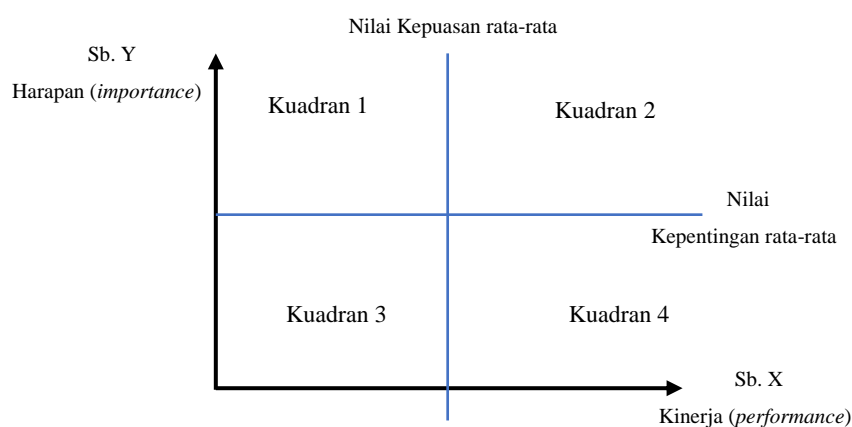 Nilai Kepuasan rata-rata
Sb. Y
Harapan (importance)
Kuadran 1
Kuadran 2
Nilai
Kepentingan rata-rata
Kuadran 3
Kuadran 4
Sb. X
Kinerja (performance)